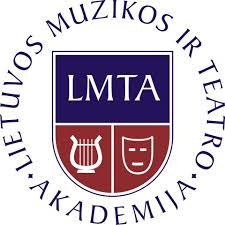 LIETUVOS MUZIKOS IR TEATRO
AKADEMIJA
LMTA